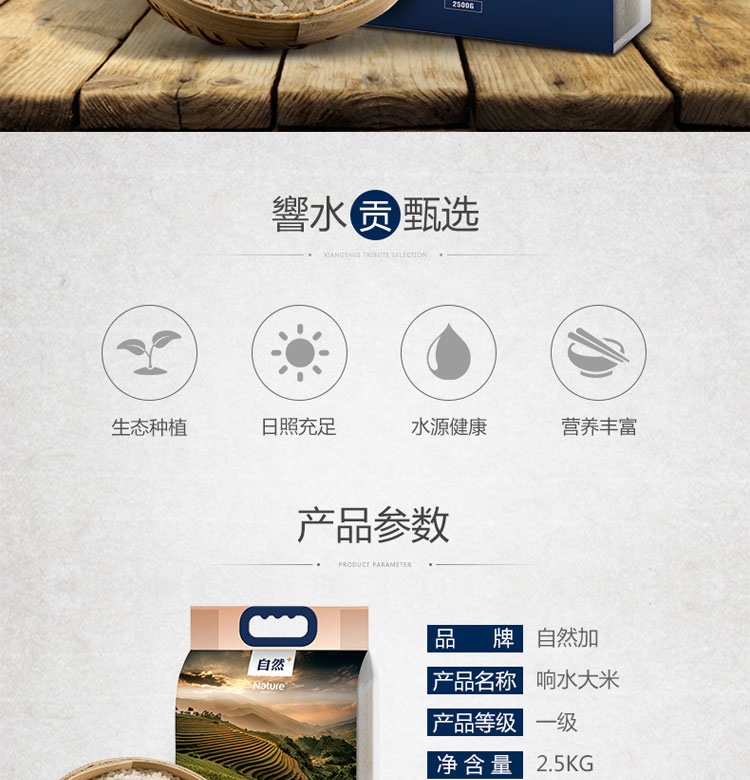 2500G
響水贡甄选
XIANGSHUI TRIBUTE SELECTION
生态种植
日照充足
水源健康
营养丰富
产品参数
PRODUCT PARAMETER
自然+
Nature+
品 牌 自然加
产品名称 响水大米
产品等级 一级
净含量 2.5KG